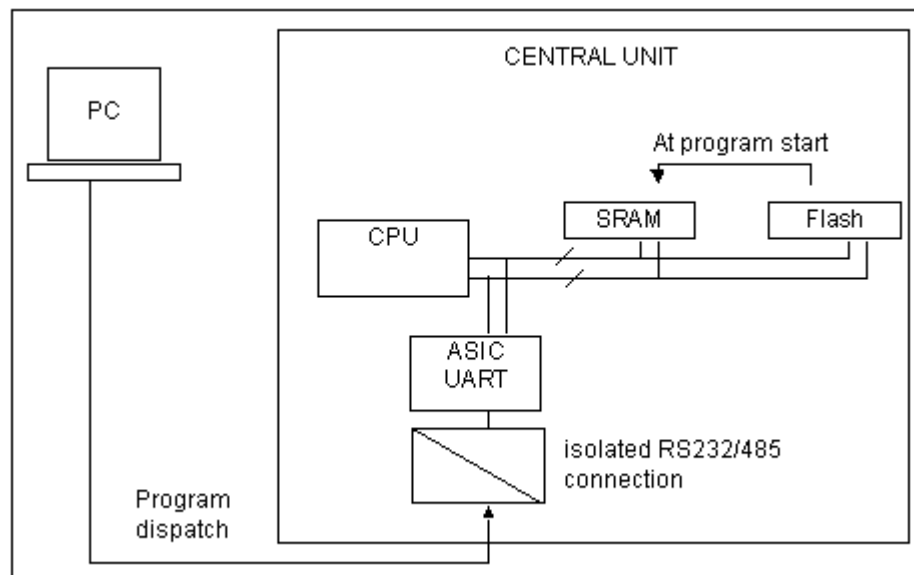 CENTRAL UNIT
PC
At program start
SRAM
Flash
CPU
ASIC
UART
isolated RS232/485
connection
Program
dispatch